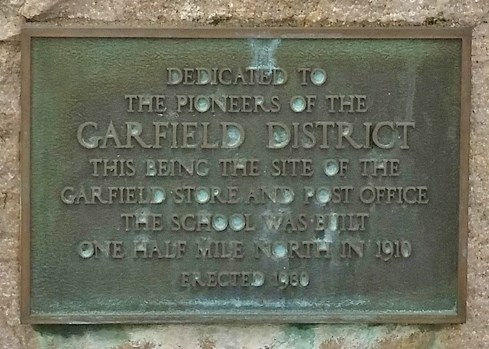 DEDICATED TO
THE PIONEERS OF THE
GARFIELD DISTRICT
THIS BEING THE SITE OF THE
GARFIELD STORE AND POST OFFICE
THE SCHOOL WAS BUILT
ONE HALF MILE NORTH IN 1910
ERECTED 1980